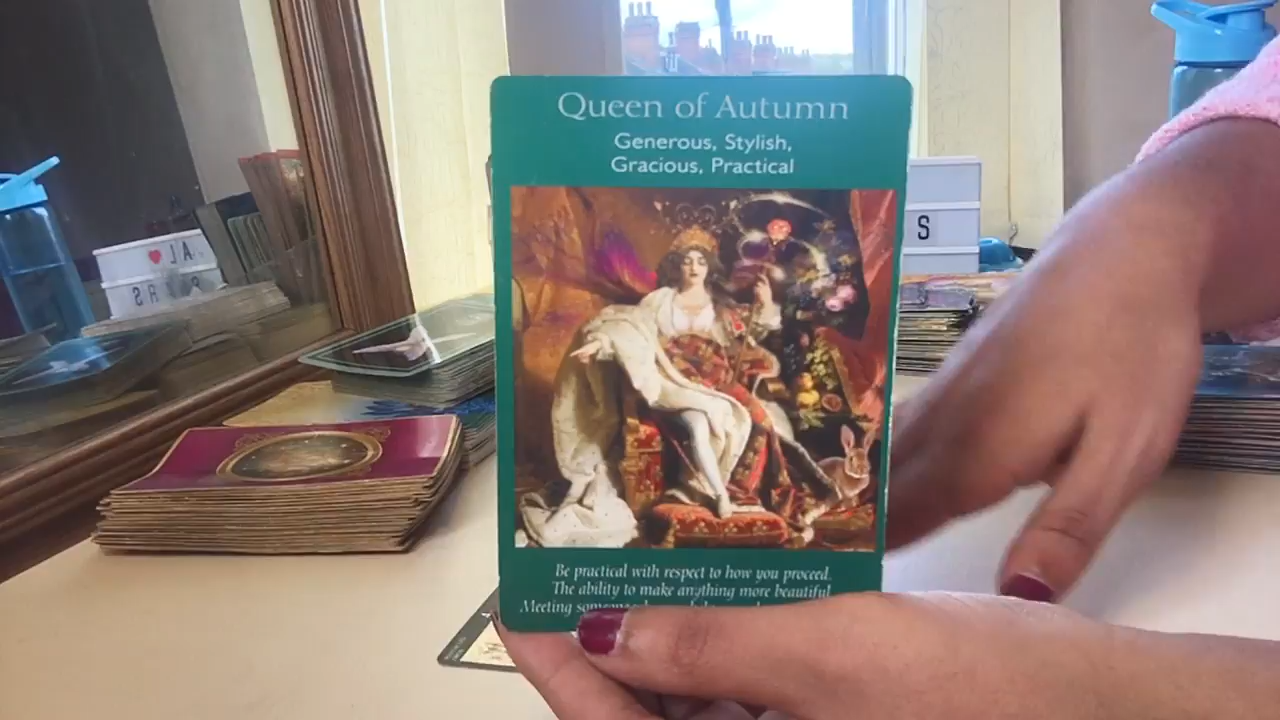 Queen of Autumn
Generous, Stylish,
Gracious, Practical
Be practical with respect to how you proceed.
The ability to make anything more beautiful.
Meeting
S